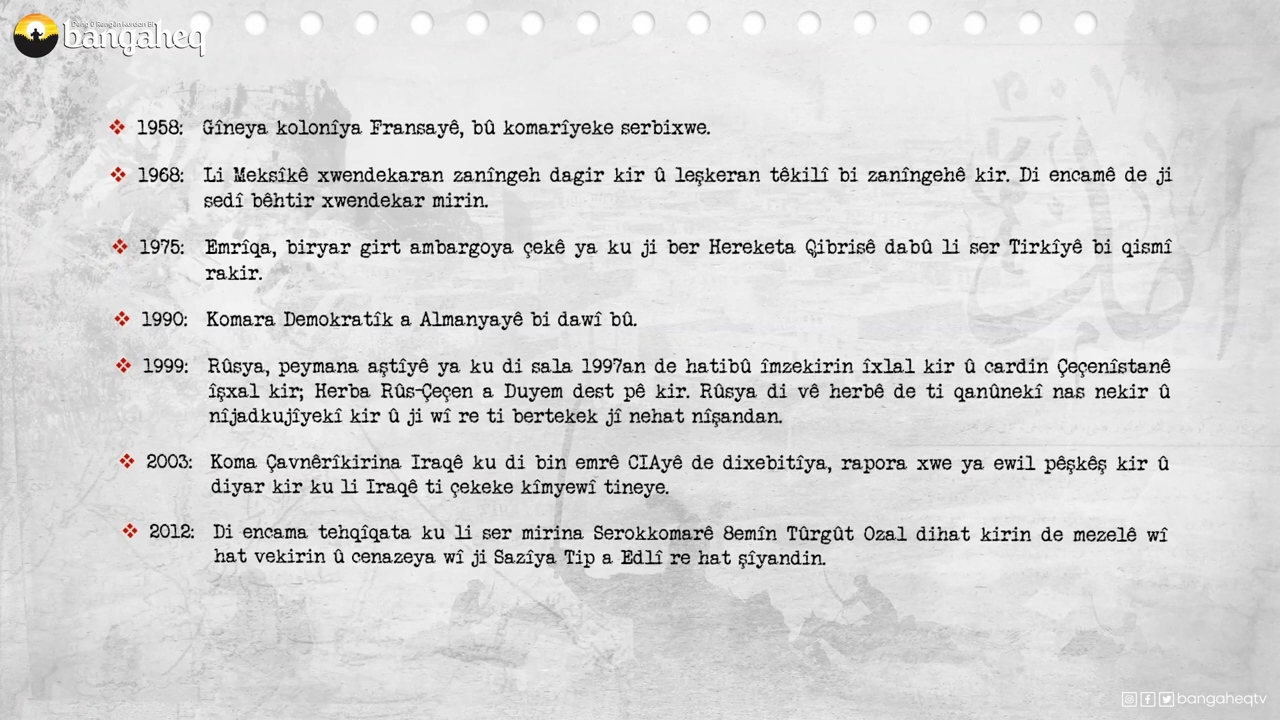 Deng û Rengên Kurdan Bi
bangaheq
1958: Gîneya kolonîya Fransayê, bû komarîyeke serbixwe.
1968: Li Meksîkê xwendekaran zanîngeh dagir kir û leşkeran têkilî bi zanîngehê kir. Di encamê de ji
sedî bêhtir xwendekar mirin.
1975: Emrîqa, biryar girt ambargoya çekê ya ku ji ber Hereketa Qibrisê dabû li ser Tirkîyê bi qismî
rakir.
1990: Komara Demokratîk a Almanyayê bi dawî bû.
1999: Rûsya, peymana aştîyê ya ku di sala 1997an de hatibû îmzekirin îxlal kir û cardin Çeçenîstanê
îşxal kir; Herba Rûs-Çeçen a Duyem dest pê kir. Rûsya di vê herbê de ti qanûnekî nas nekir û
nîjadkujîyekî kir û ji wî re ti bertekek jî nehat nîşandan.
2003: Koma Çavnêrîkirina Iraqê ku di bin emrê CIAyê de dixebitîya, rapora xwe ya ewil pêşkêş kir û
diyar kir ku li Iraqê ti çekeke kîmyewî tineye.
2012: Di encama tehqîqata ku li ser mirina Serokkomarê 8emîn Tûrgût Ozal dihat kirin de mezelê wî
hat vekirin û cenazeya wî ji Sazîya Tip a Edlî re hat şîyandin.
bangaheqtv